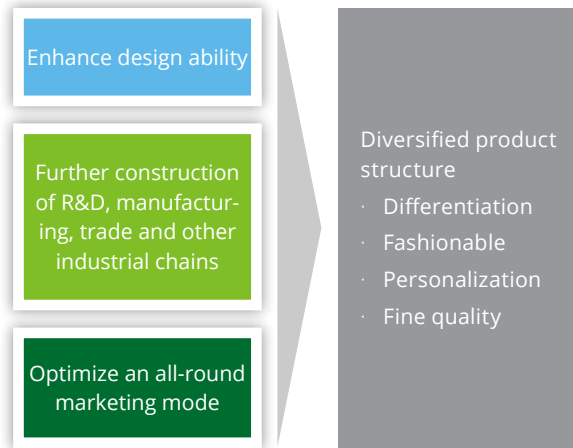 Enhance design ability
Further construction
of R&D, manufactur-
ing, trade and other
industrial chains
Optimize an all-round
marketing mode
Diversified product
structure
· Differentiation
· Fashionable
· Personalization
· Fine quality